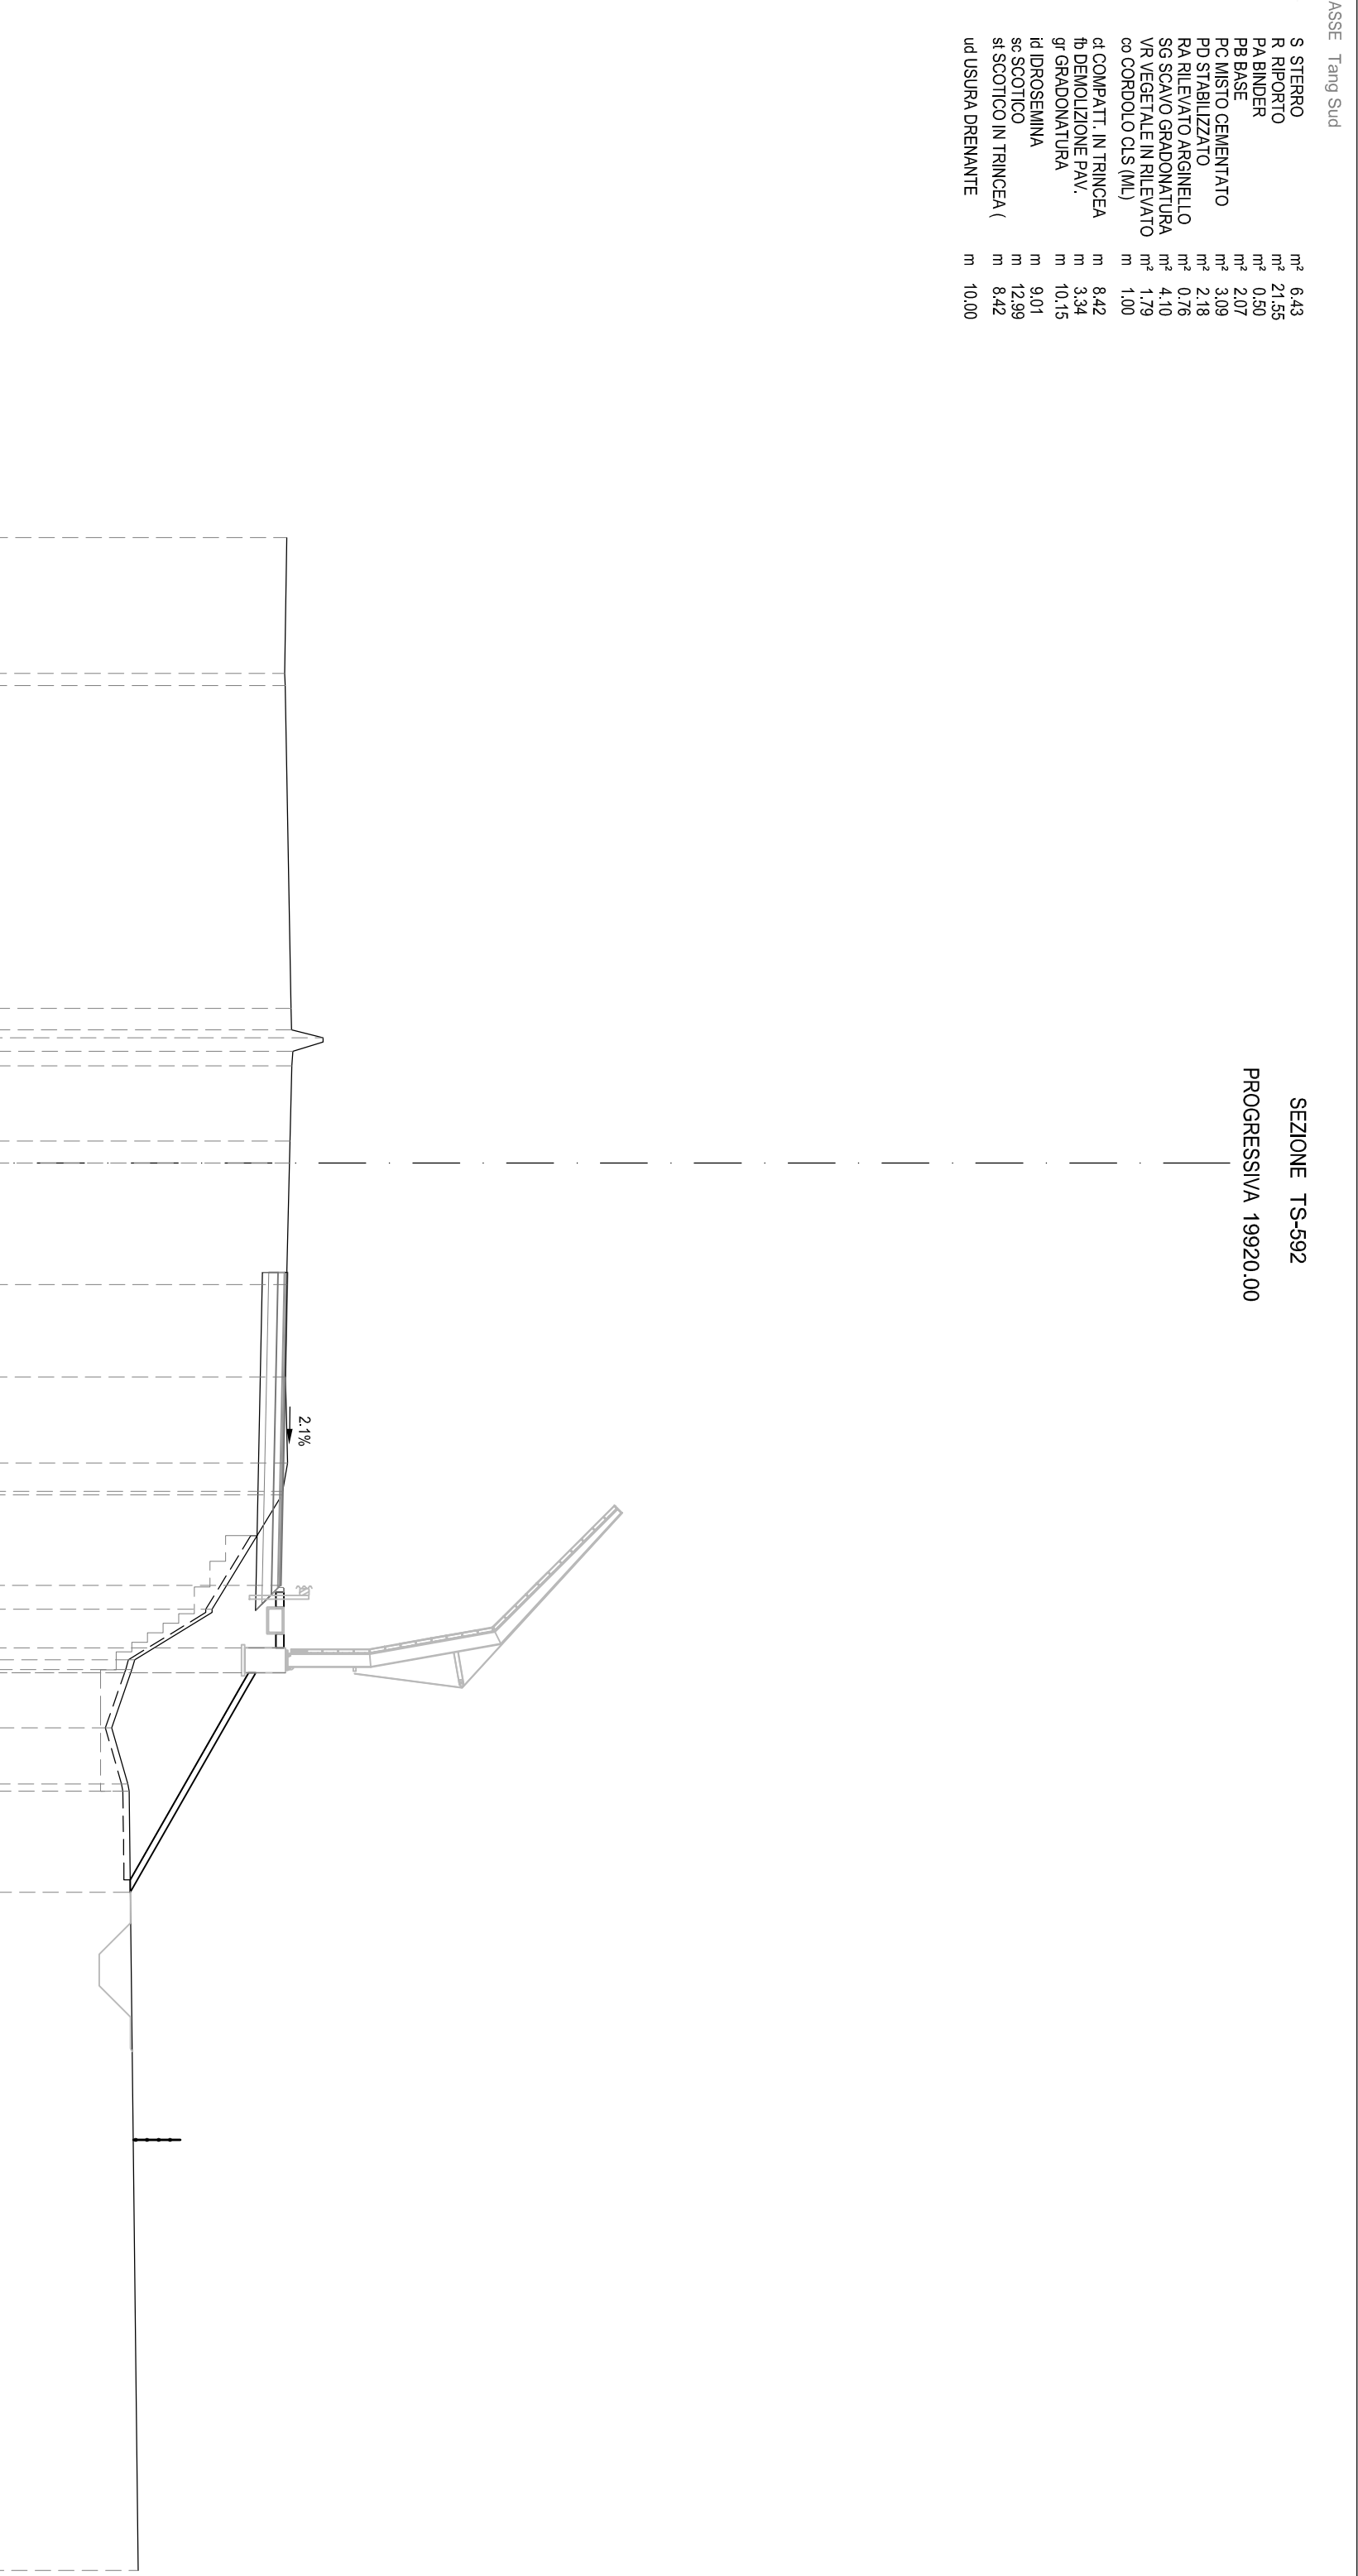 ASSE Tang Sud
S STERRO m² 6.43
R RIPORTO m² 21.55
PA BINDER m² 0.50
PB BASE m² 2.07
PC MISTO CEMENTATO m² 3.09
PD STABILIZZATO m² 2.18
RA RILEVATO ARGINELLO m² 0.76
SG SCAVO GRADONATURA m² 4.10
VR VEGETALE IN RILEVATO m² 1.79
co CORDOLO CLS (ML) m 1.00
ct COMPATT. IN TRINCEA m 8.42
fb DEMOLIZIONE PAV. m 3.34
gr GRADONATURA m 10.15
id IDROSEMINA m 9.01
sc SCOTICO m 12.99
st SCOTICO IN TRINCEA ( m 8.42
ud USURA DRENANTE m 10.00
SEZIONE TS-592
PROGRESSIVA 19920.00
2.1%